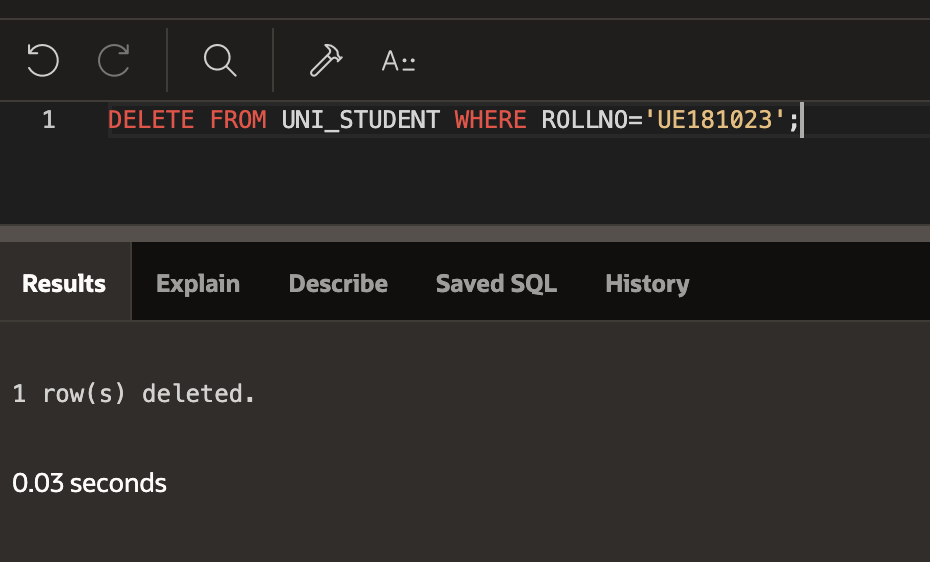 A
1 DELETE FROM UNI_STUDENT WHERE ROLLNO='UE181023';
Results Explain Describe Saved SQL History
1 row(s) deleted.
0.03 seconds